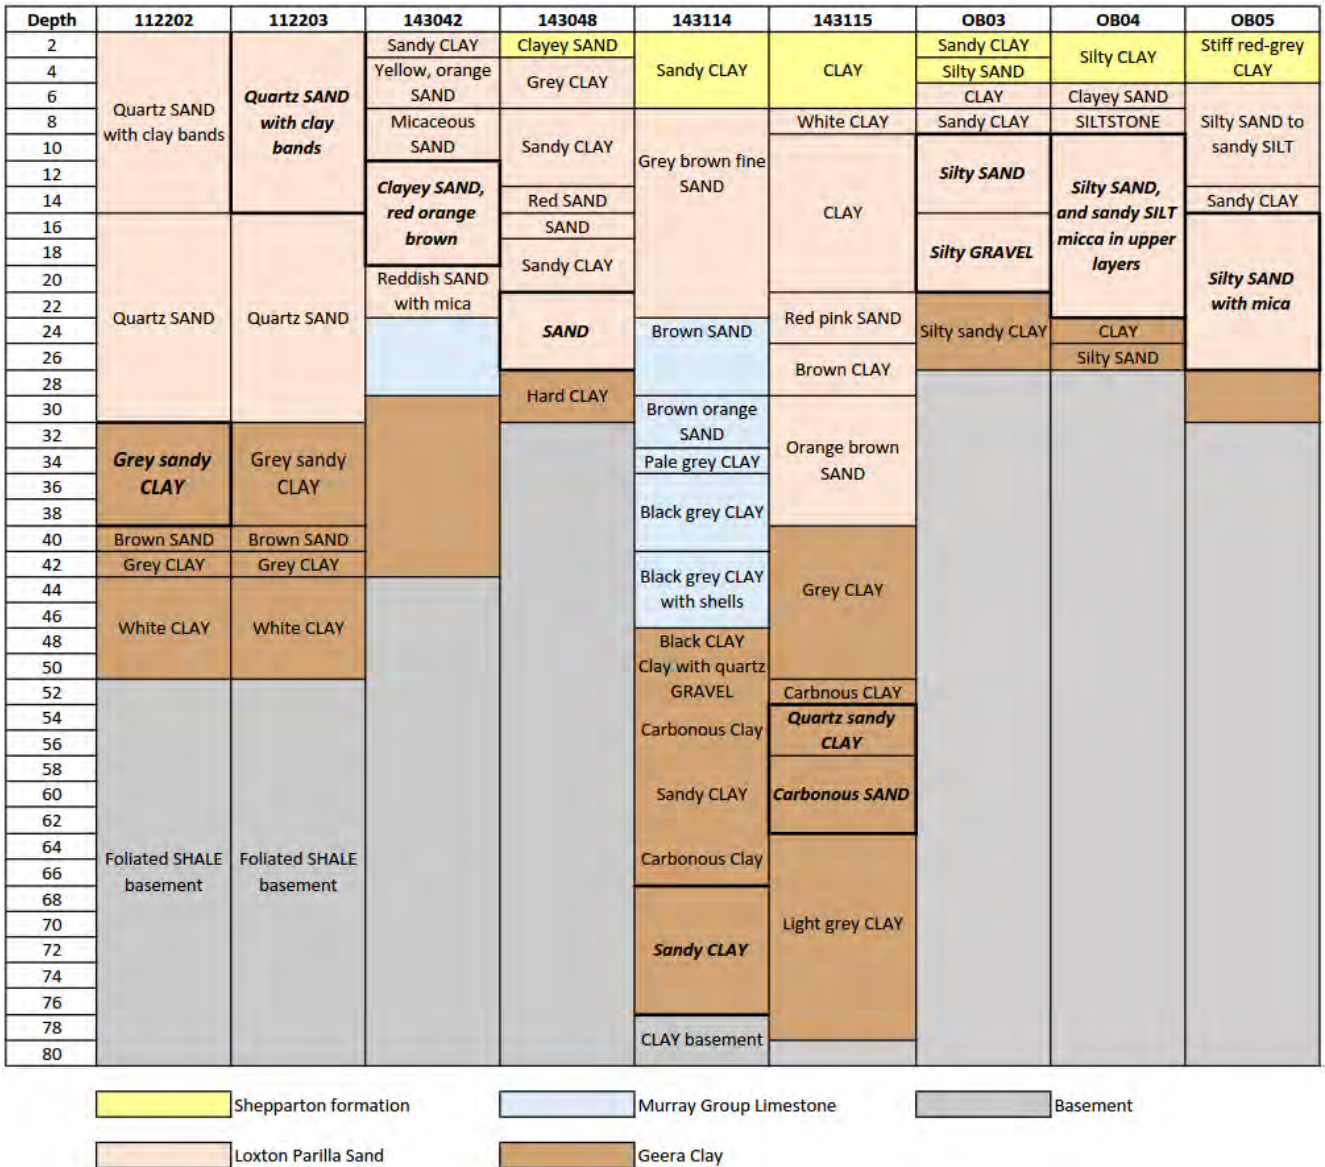 Depth 112202 112203 143042 143048 143114 143115 OB03 OB04 OB05
2 Sandy CLAY Clayey SAND Sandy CLAY Stiff red-grey
4 Yellow, orange Grey CLAY Sandy CLAY CLAY Silty SAND Silty CLAY CLAY
6 Quartz SAND Quartz SAND SAND CLAY Clayey SAND
8 with clay bands with clay Micaceous White CLAY Sandy CLAY SILTSTONE Silty SAND to
10 bands SAND Sandy CLAY Grey brown fine sandy SILT
12 Clayey SAND, SAND Silty SAND Silty SAND,
14 red orange Red SAND CLAY and sandy SILT Sandy CLAY
16 brown SAND micca in upper
18 Sandy CLAY Silty GRAVEL layers
20 Reddish SAND Silty SAND
22 Quartz SAND Quartz SAND with mica Red pink SAND with mica
24 SAND Brown SAND Silty sandy CLAY CLAY
26 Brown CLAY Silty SAND
28 Hard CLAY
30 Brown orange
32 SAND Orange brown
34 Grey sandy Grey sandy Pale grey CLAY SAND
36 CLAY CLAY
38 Black grey CLAY
40 Brown SAND Brown SAND
42 Grey CLAY Grey CLAY
44 Black grey CLAY Grey CLAY
46 with shells
48 White CLAY White CLAY Black CLAY
50 Clay with quartz
52 GRAVEL Carbnous CLAY
54 Carbonous Clay Quartz sandy
56 CLAY
58
60 Sandy CLAY Carbonous SAND
62
64 Foliated SHALE Foliated SHALE Carbonous Clay
66 basement basement
68
70 Light grey CLAY
72 Sandy CLAY
74
76
78 CLAY basement
80
Shepparton formation Murray Group Limestone Basement
Loxton Parilla Sand Geera Clay